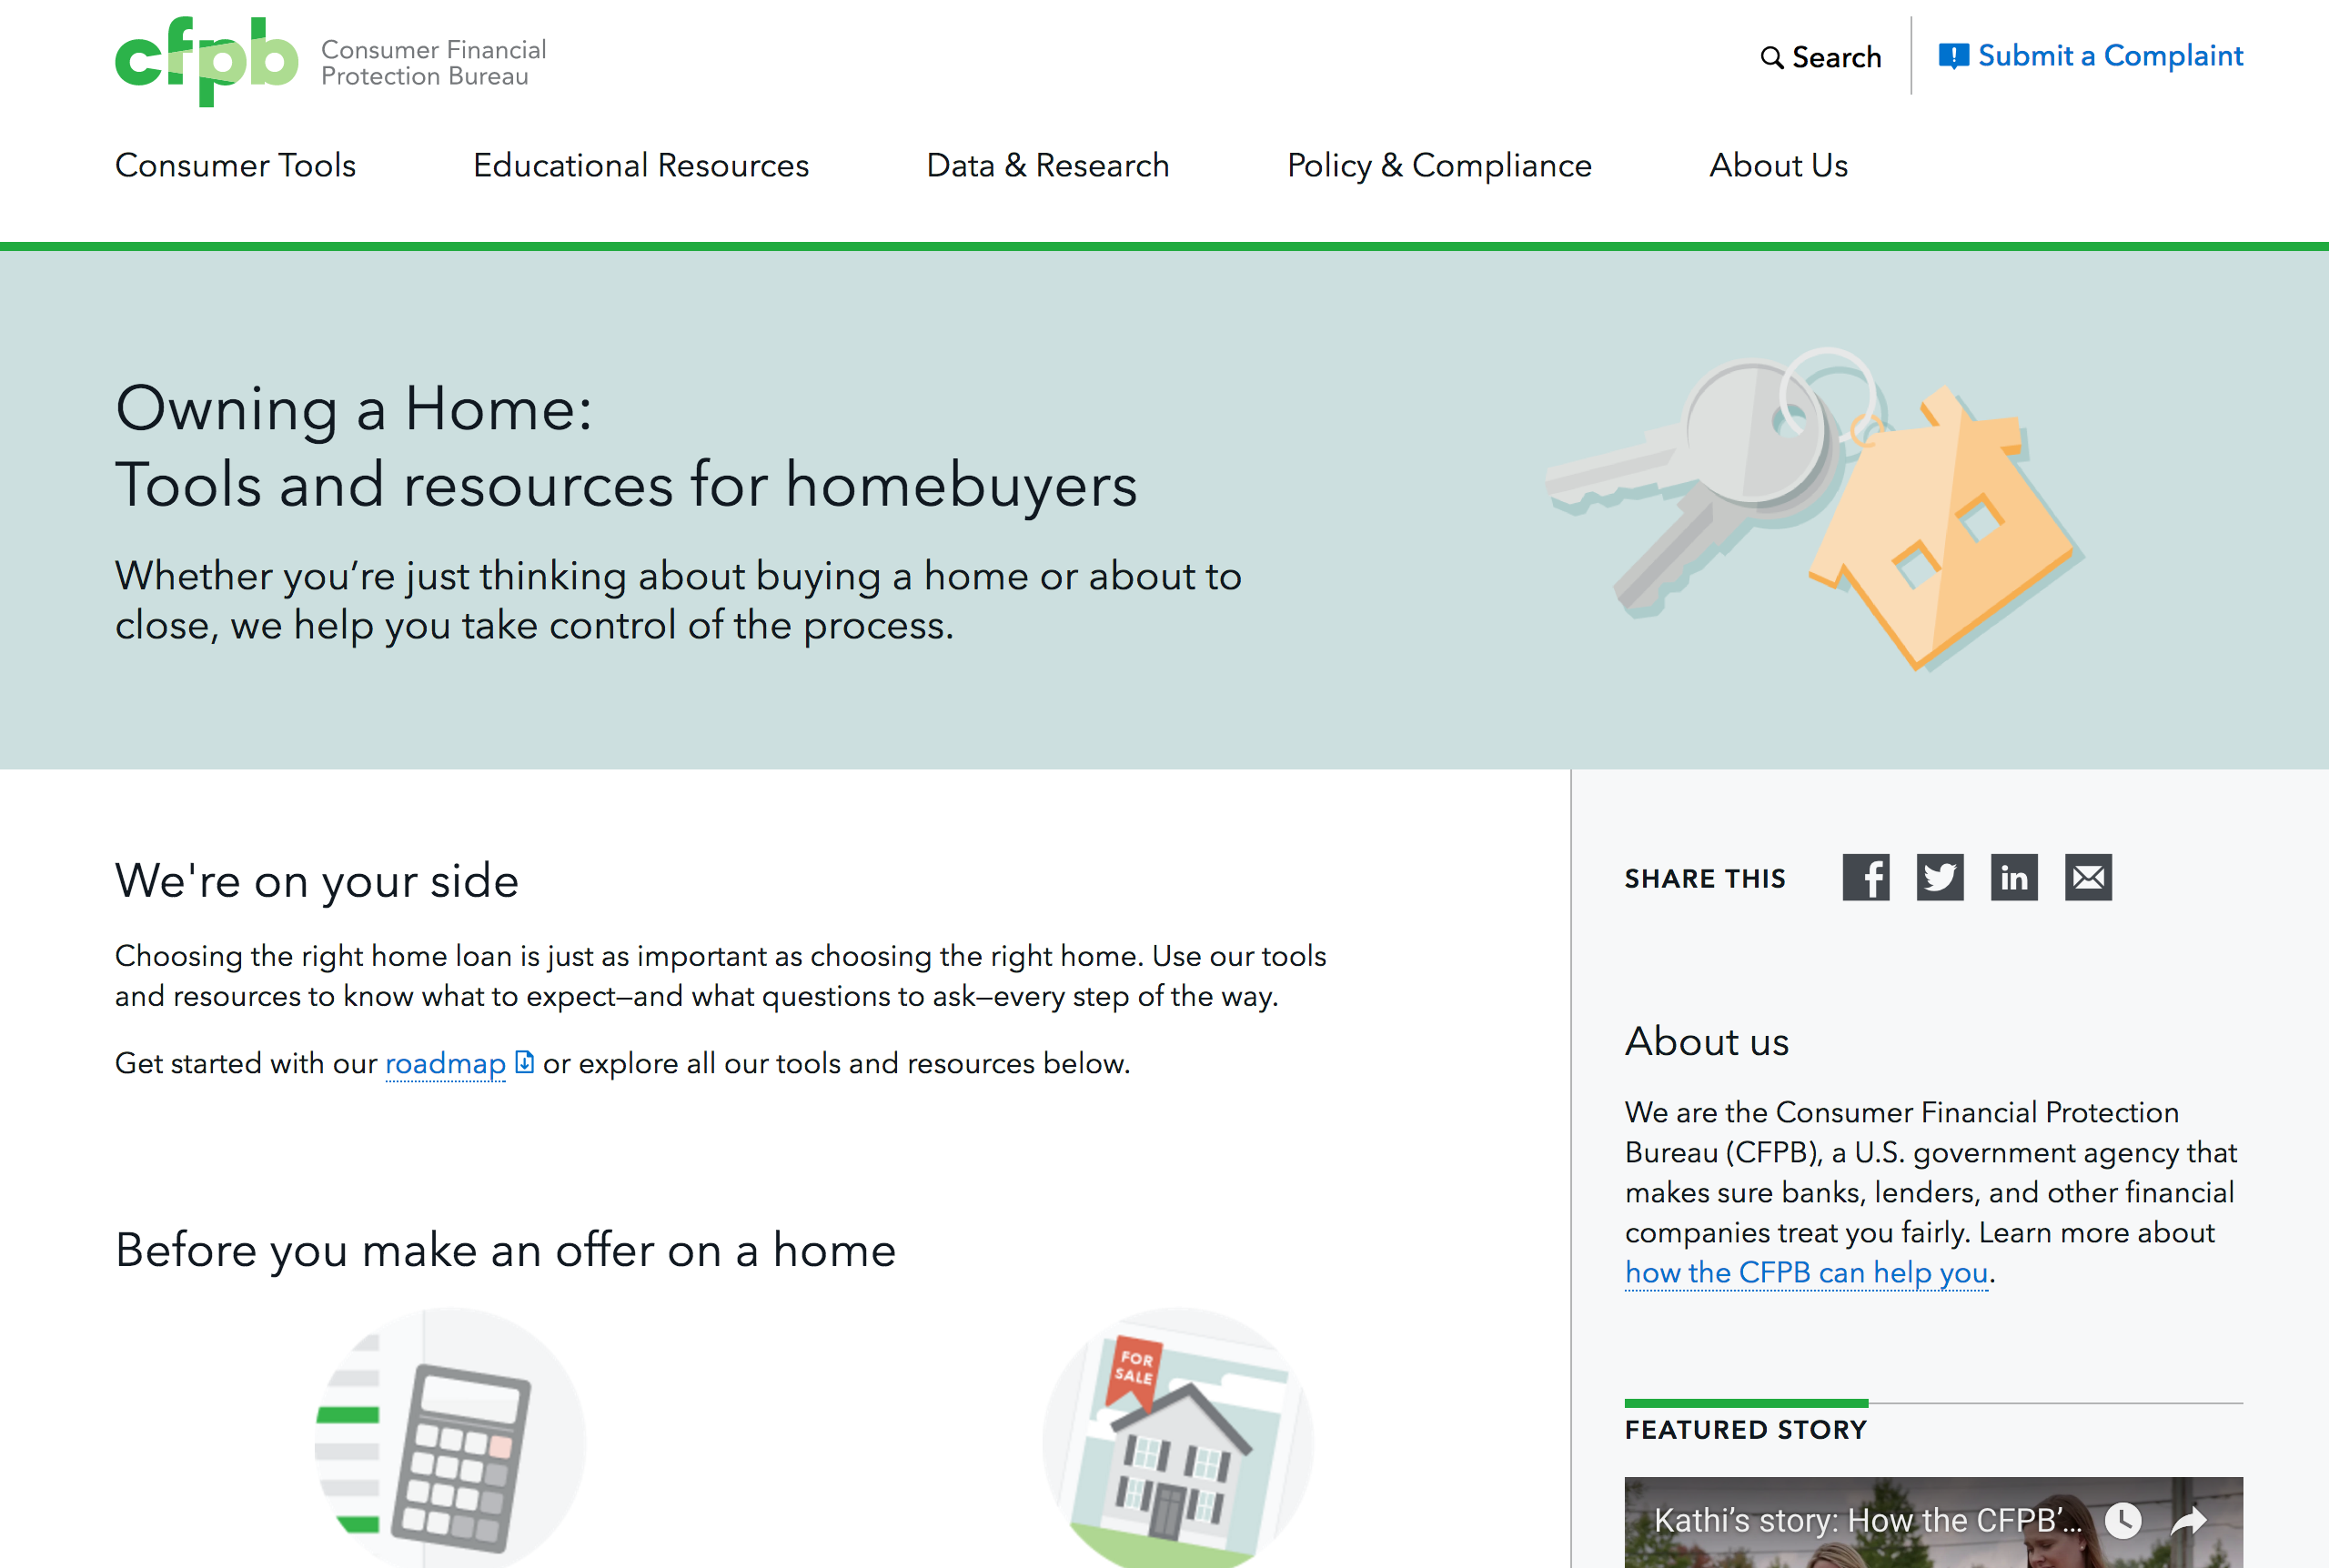 cfpb
Consumer Financial
Protection Bureau
Search
Submit a Complaint
Consumer Tools
Educational Resources
Data & Research
Policy & Compliance
About Us
Owning a Home:
Tools and resources for homebuyers
Whether you’re just thinking about buying a home or about to
close, we help you take control of the process.
We're on your side
Choosing the right home loan is just as important as choosing the right home. Use our tools
and resources to know what to expect—and what questions to ask—every step of the way.
Get started with our roadmap or explore all our tools and resources below.
Before you make an offer on a home
FOR
SALE
SHARE THIS
About us
We are the Consumer Financial Protection
Bureau (CFPB), a U.S. government agency that
makes sure banks, lenders, and other financial
companies treat you fairly. Learn more about
how the CFPB can help you.
FEATURED STORY
Kathi’s story: How the CFPB’...